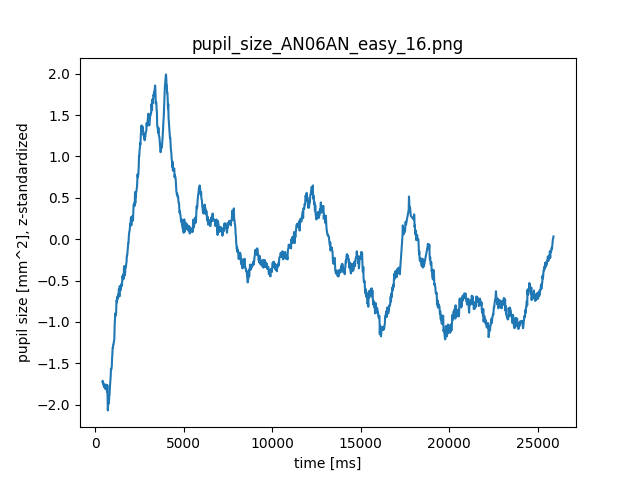 pupil_size_AN06AN_easy_16.png
pupil size [mm^2], z-standardized
2.0
1.5
1.0
0.5
0.0
−0.5
−1.0
−1.5
−2.0
0 5000 10000 15000 20000 25000
time [ms]